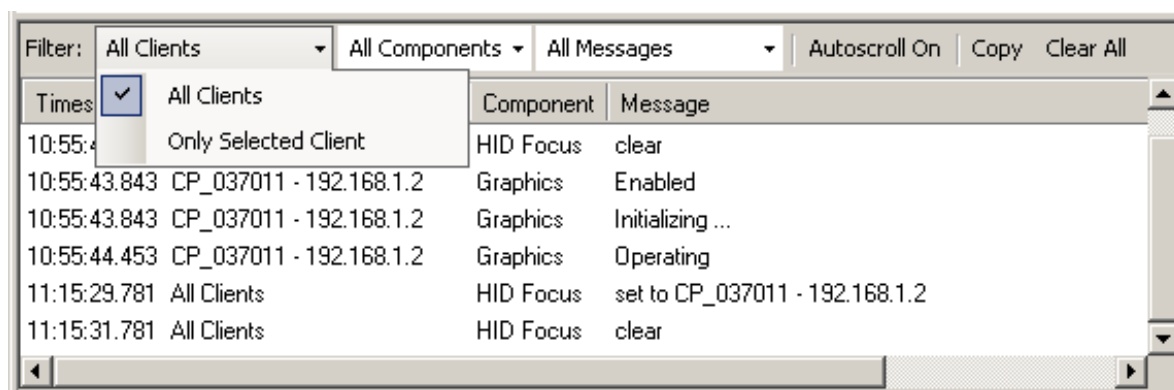 Filter: All Clients All Components All Messages Autoscroll On Copy Clear All
Times Component Message
All Clients
Only Selected Client
10:55: HID Focus clear
10:55:43.843 CP_037011 - 192.168.1.2 Graphics Enabled
10:55:43.843 CP_037011 - 192.168.1.2 Graphics Initializing ...
10:55:44.453 CP_037011 - 192.168.1.2 Graphics Operating
11:15:29.781 All Clients HID Focus set to CP_037011 - 192.168.1.2
11:15:31.781 All Clients HID Focus clear